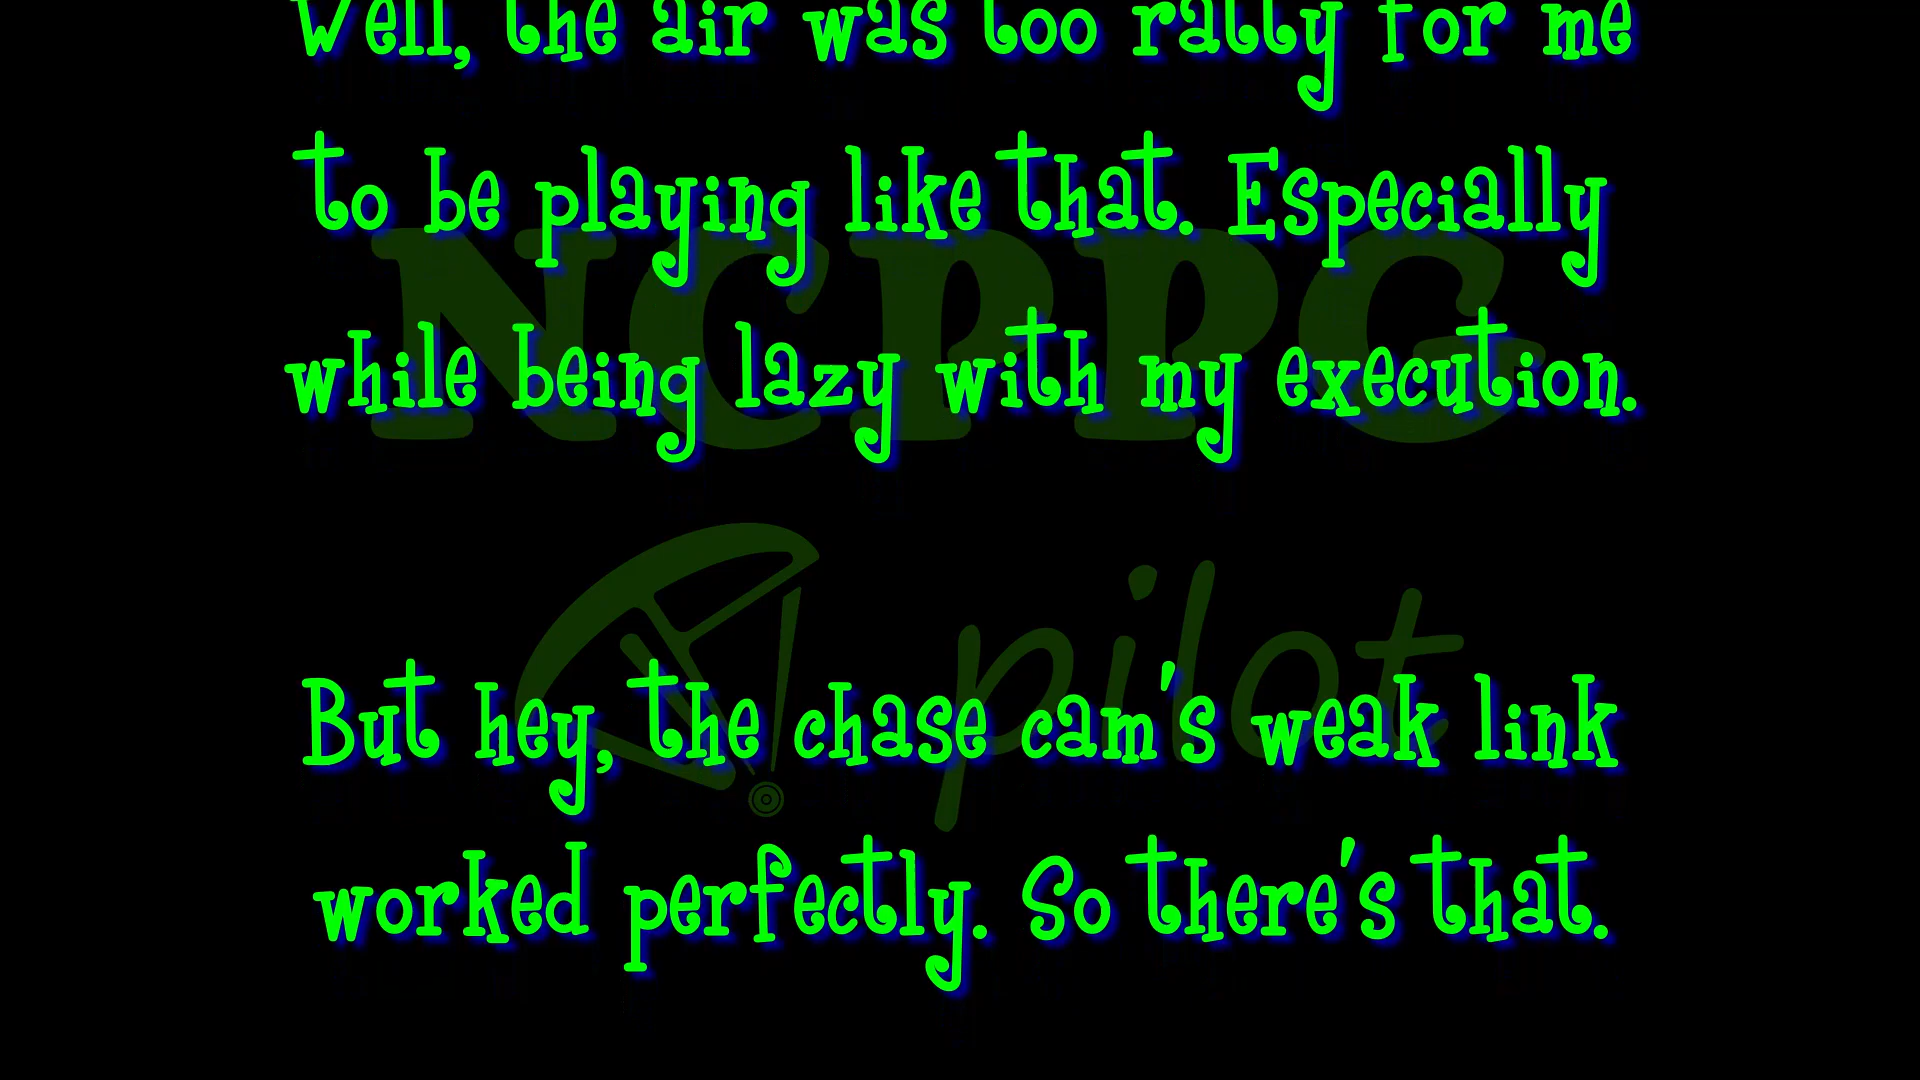 Well, the air was too ratty for me
to be playing like that. Especially
NCPPG
while being lazy with my execution.
pilot
But hey, the chase cam's weak link
worked perfectly. So there's that.